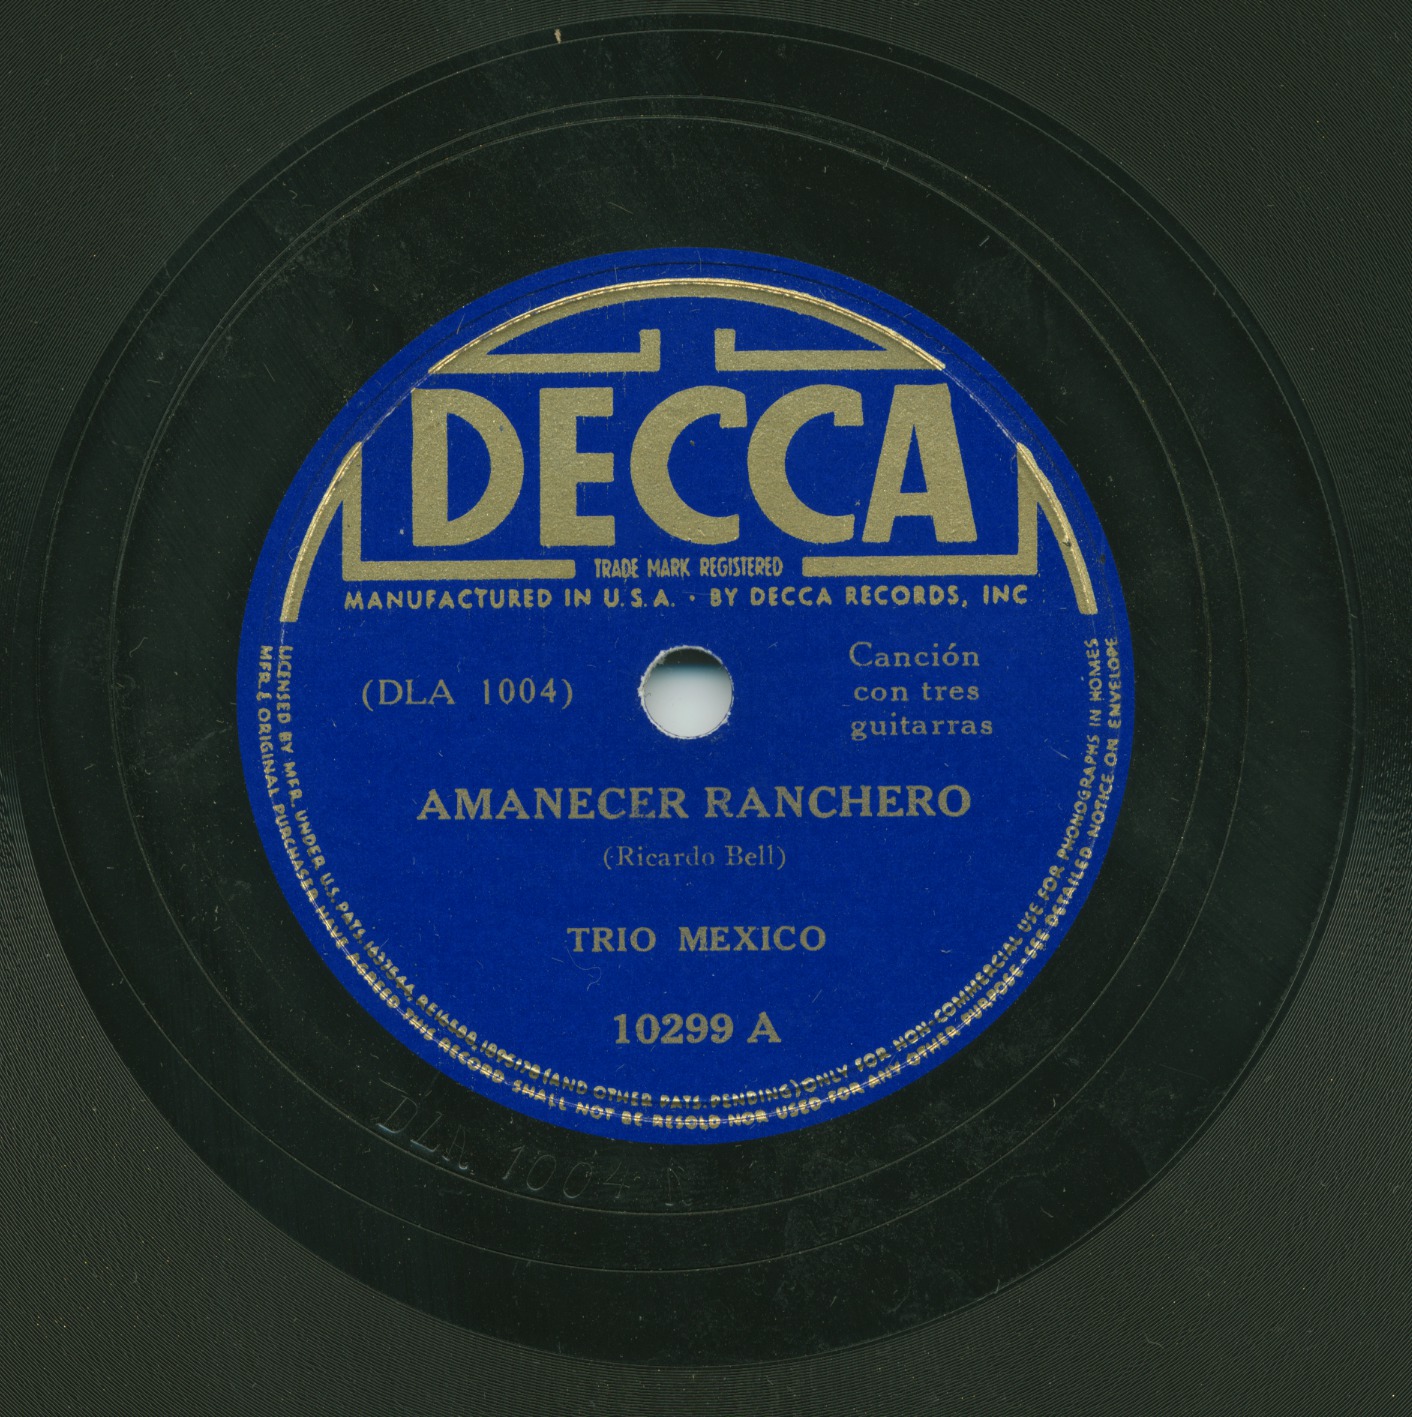 DECCA
TRADE MARK REGISTERED
MANUFACTURED IN U.S.A. · BY DECCA RECORDS, INC
(DLA 1004)
Canción
con tres
guitarras
AMANECER RANCHERO
(Ricardo Bell)
TRIO MEXICO
10299 A
LICENSED BY MFR. UNDER U.S. PATS. 1637544, RE16588, 1895170 (AND OTHER PATS. PENDING) ONLY FOR NON-COMMERCIAL USE FOR PHONOGRAPHS IN HOMES
MFR. & ORIGINAL PURCHASER HAVE AGREED THIS RECORD SHALL NOT BE RESOLD NOR USED FOR ANY OTHER PURPOSE·SEE DETAILED NOTICE ON ENVELOPE
DLA 1004